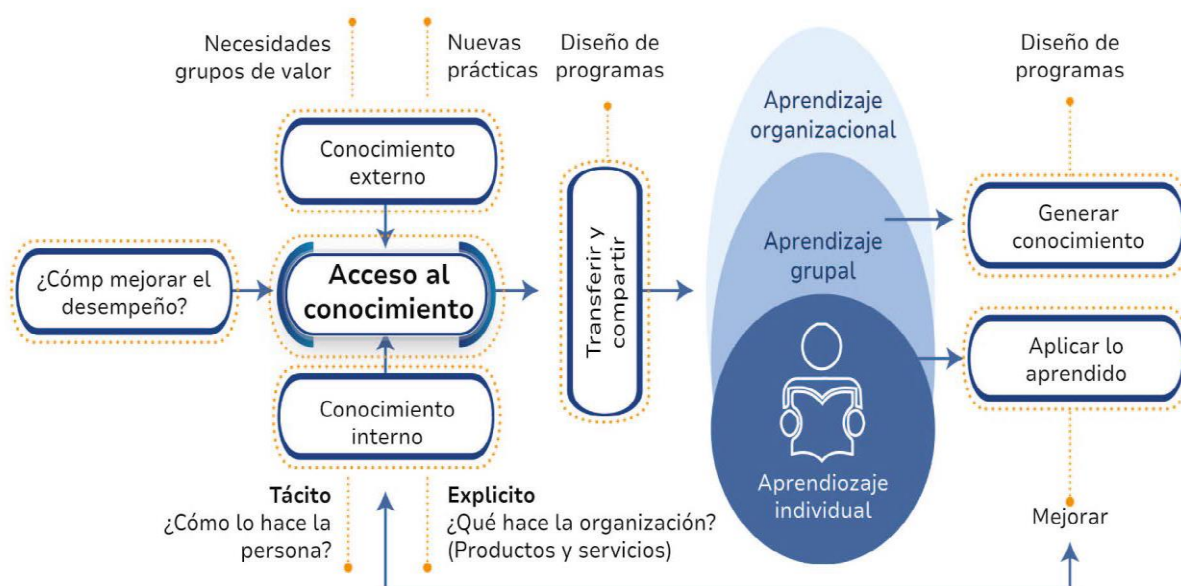 Necesidades
grupos de valor
Nuevas
prácticas
Diseño de
programas
Diseño de
programas
Conocimiento
externo
¿Cómp mejorar el
desempeño?
Acceso al
conocimiento
Conocimiento
interno
Tácito
¿Cómo lo hace la
persona?
Explicito
¿Qué hace la organización?
(Productos y servicios)
Transferir y
compartir
Aprendizaje
organizacional
Aprendizaje
grupal
Aprendiozaje
individual
Generar
conocimiento
Aplicar lo
aprendido
Mejorar